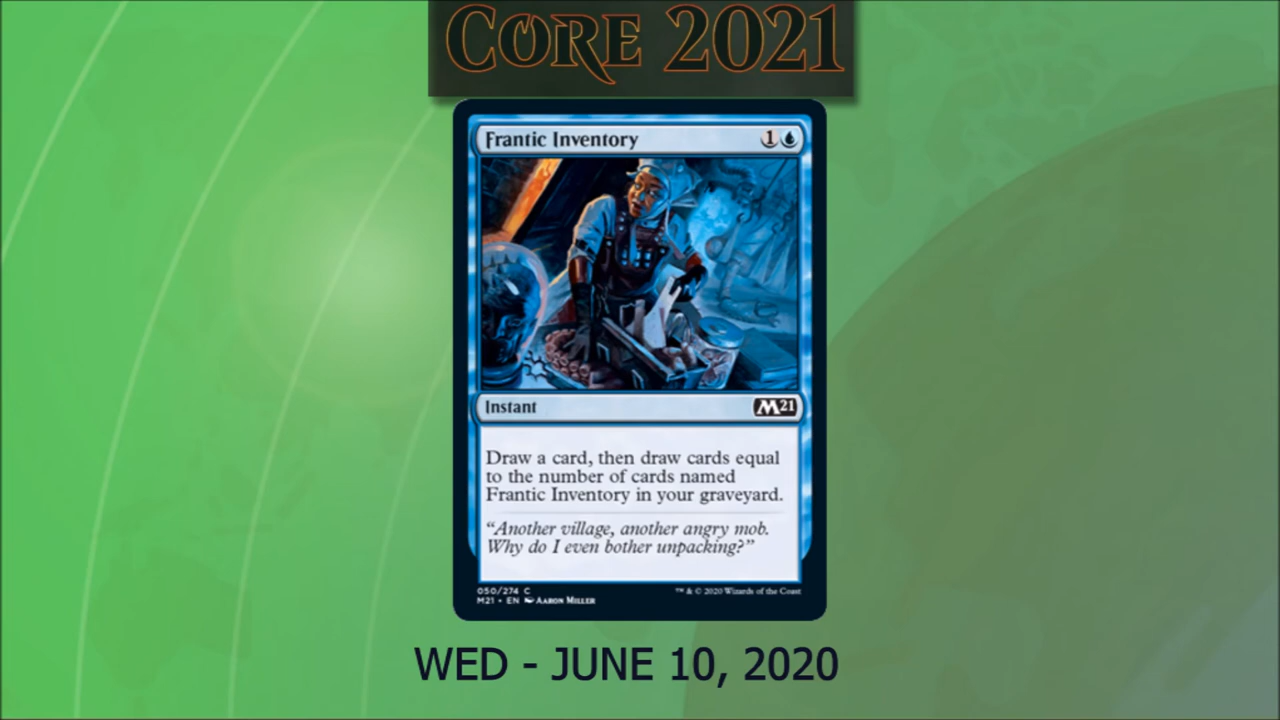 CORE 2021
Frantic Inventory 1
Instant M21
Draw a card, then draw cards equal
to the number of cards named
Frantic Inventory in your graveyard.
“Another village, another angry mob.
Why do I even bother unpacking?”
050/274 C ™ & © 2020 Wizards of the Coast
M21 • EN AARON MILLER
WED - JUNE 10, 2020